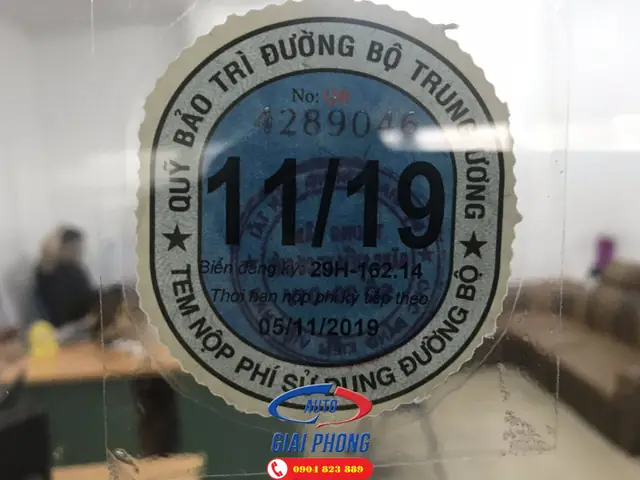 QUỸ BẢO TRÌ ĐƯỜNG BỘ TRUNG ƯƠNG
No:
4289046
11/19
Biển đăng ký: 29H-162.14
Thời hạn nộp phí kỳ tiếp theo
05/11/2019
★ TEM NỘP PHÍ SỬ DỤNG ĐƯỜNG BỘ ★
AUTO
GIAI PHONG
0904 823 889